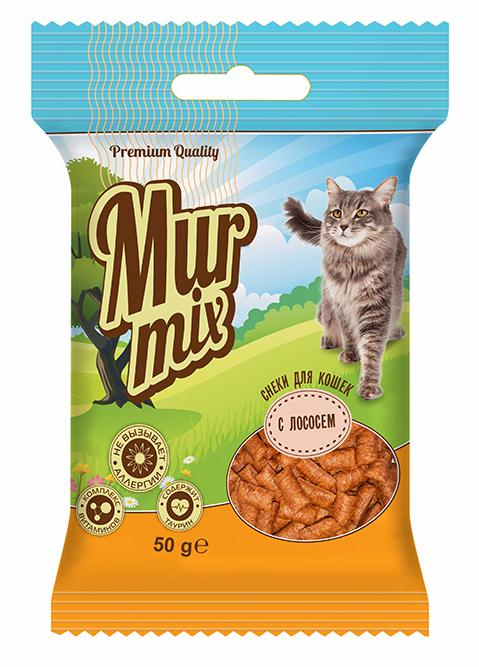 Premium Quality
Mur
mix
СНЕКИ ДЛЯ КОШЕК
С ЛОСОСЕМ
НЕ ВЫЗЫВАЕТ
АЛЛЕРГИИ
КОМПЛЕКС
ВИТАМИНОВ
СОДЕРЖИТ
ТАУРИН
50 g℮